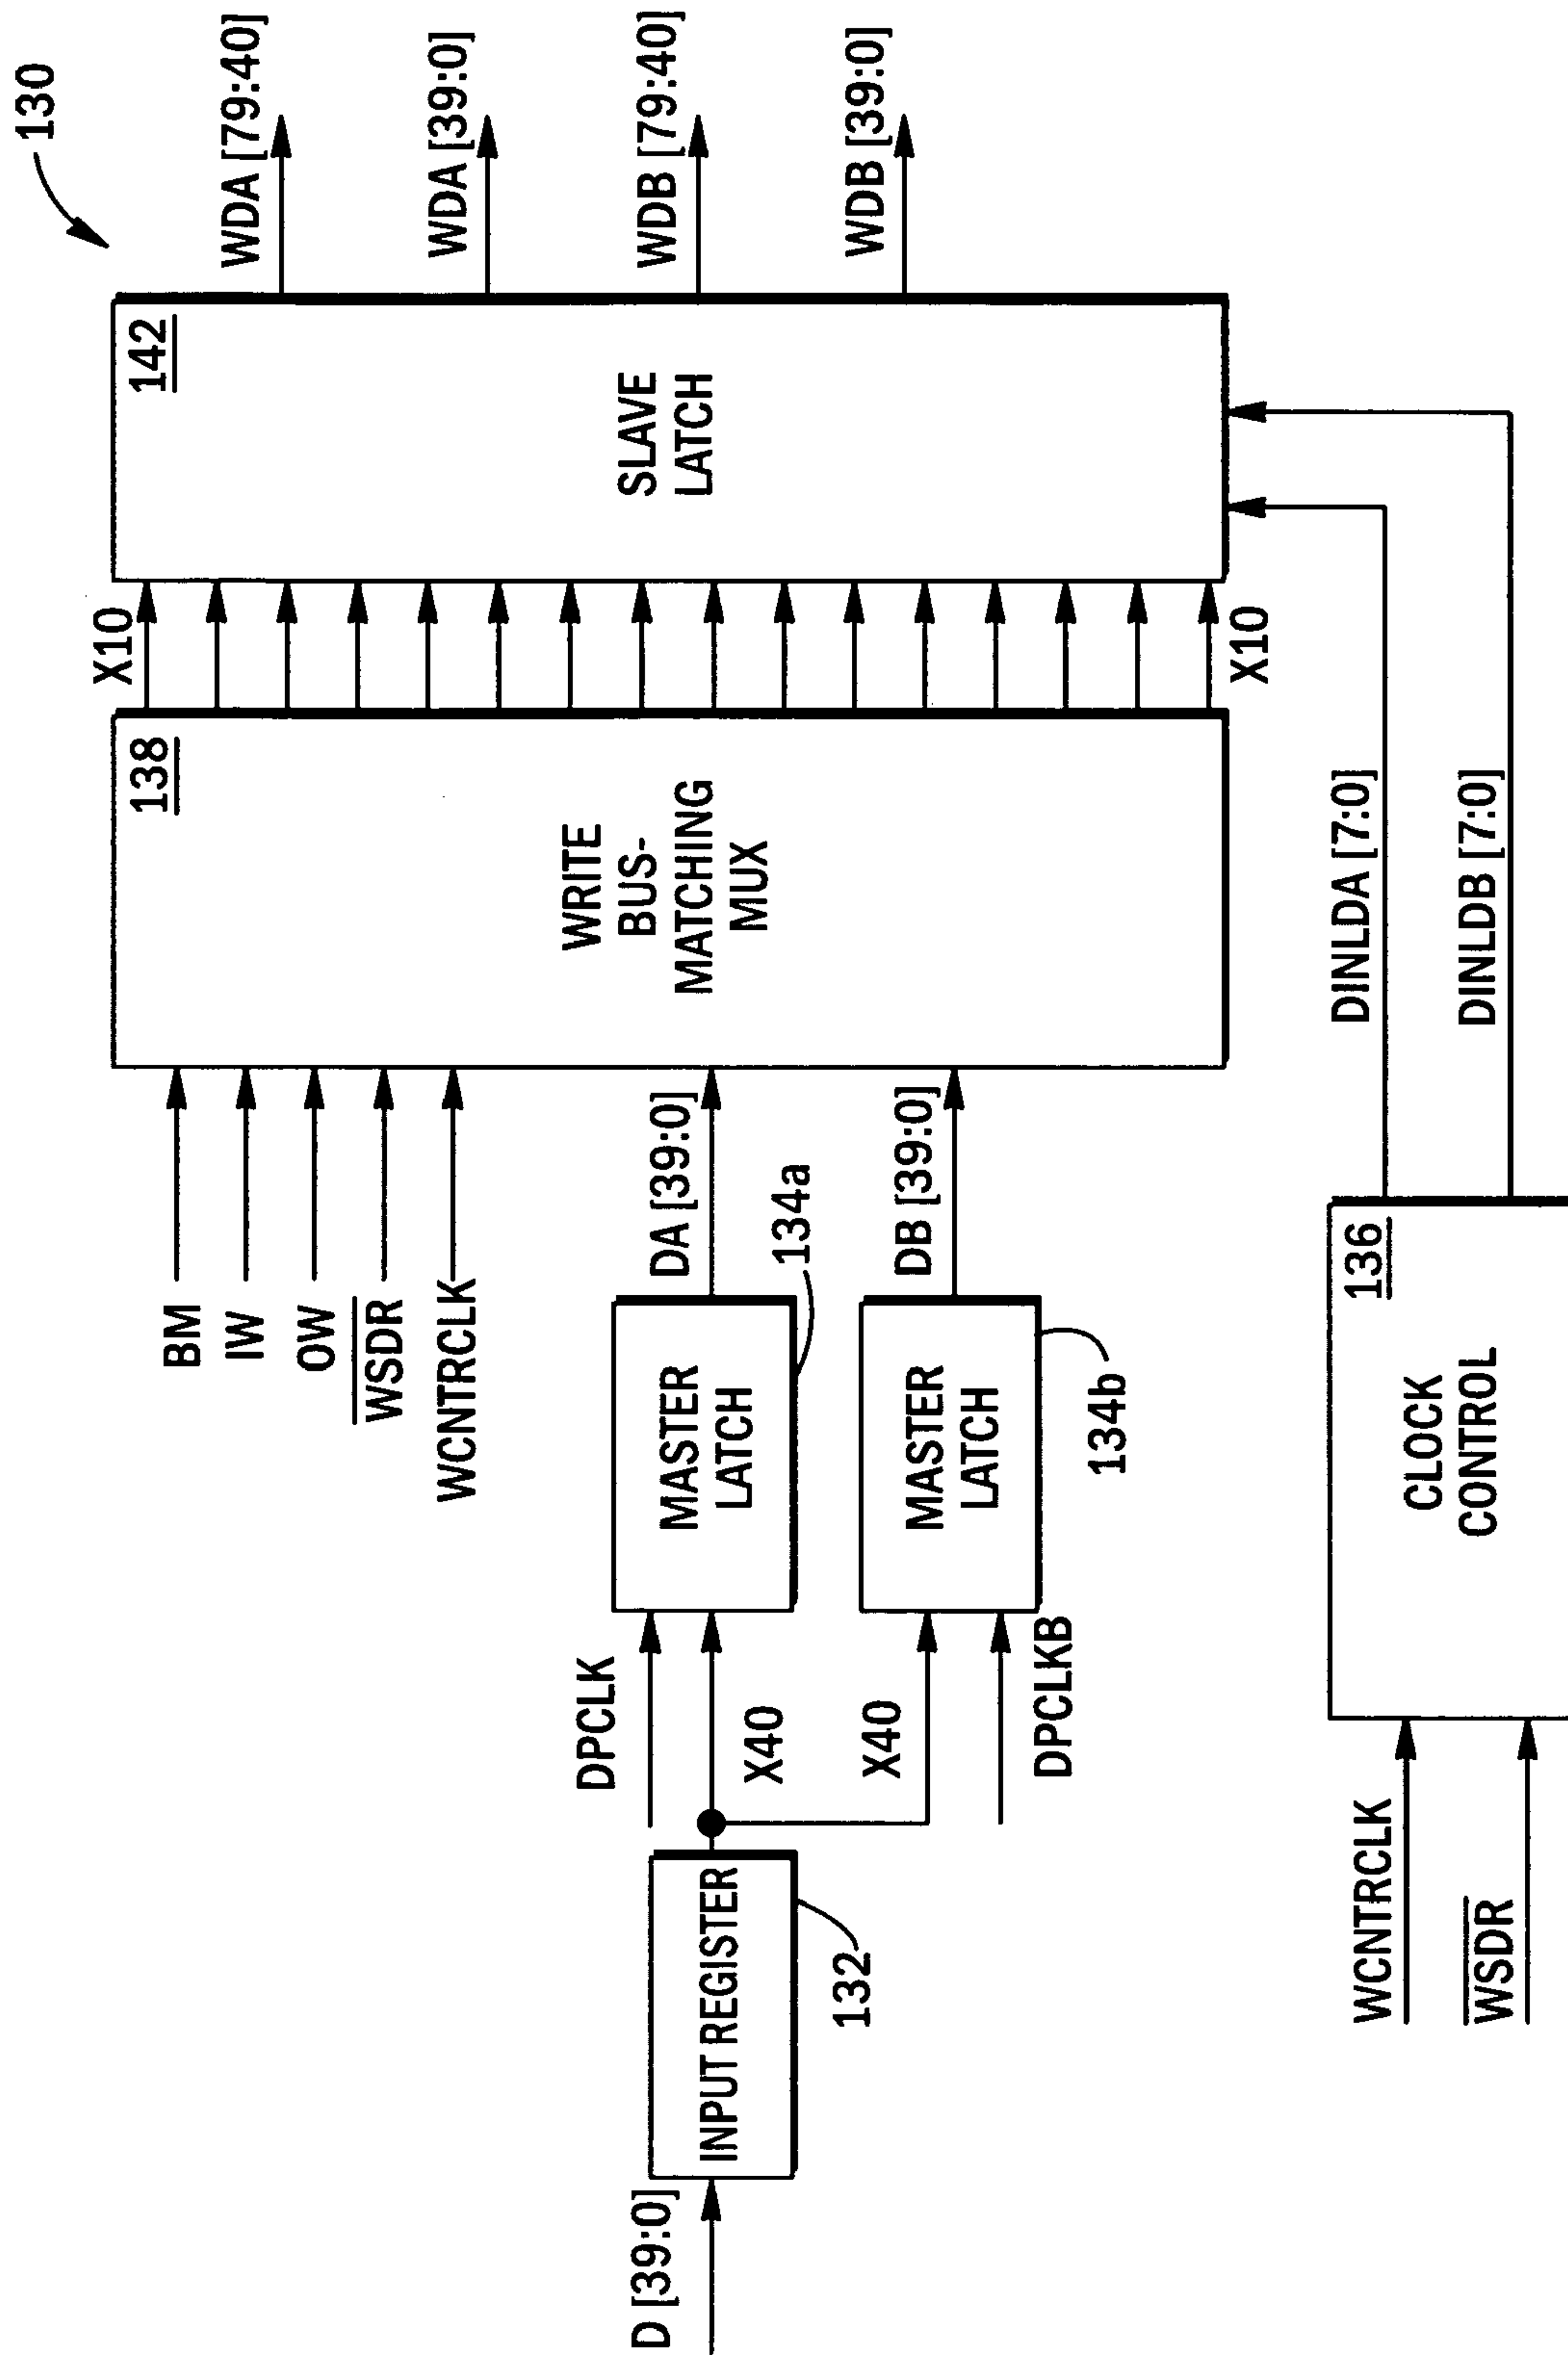 130
WDA [79:40]
WDA [39:0]
WDB [79:40]
WDB [39:0]
142
SLAVE
LATCH
X10
X10
138
WRITE
BUS-
MATCHING
MUX
BM
IW
OW
W̅S̅D̅R̅
WCNTRCLK
DA [39:0]
134a
DB [39:0]
134b
MASTER
LATCH
MASTER
LATCH
DPCLK
X40
X40
DPCLKB
INPUT REGISTER
132
D [39:0]
DINLDA [7:0]
DINLDB [7:0]
136
CLOCK
CONTROL
WCNTRCLK
W̅S̅D̅R̅